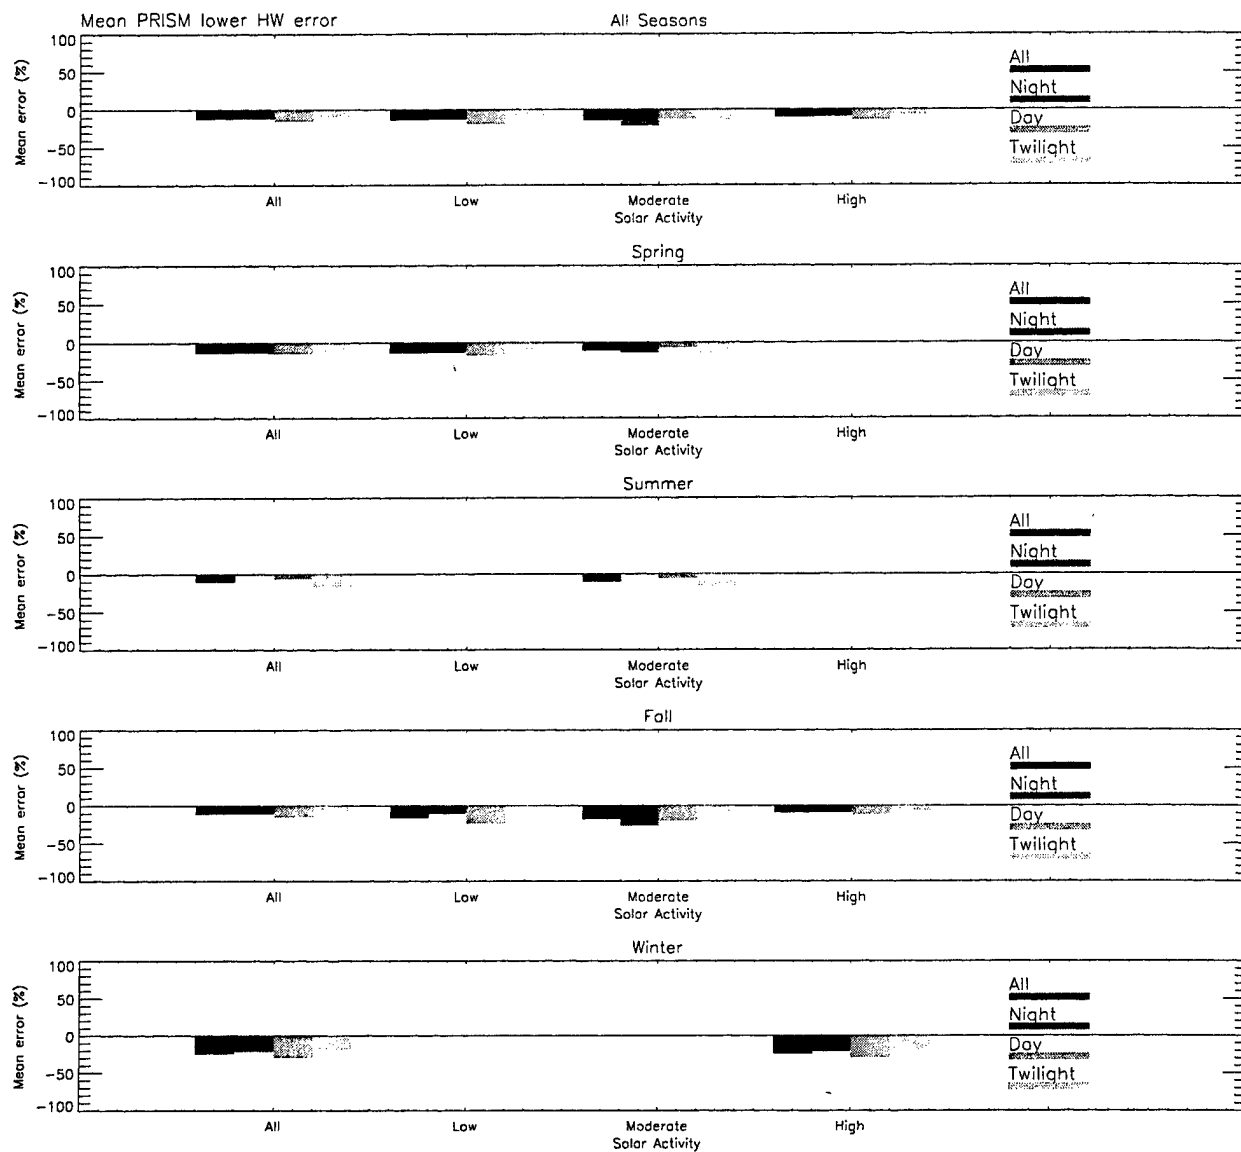 Mean PRISM lower HW error
All Seasons
Mean error (%)
100
50
0
-50
-100
All
Night
Day
Twilight
All
Low
Moderate
High
Solar Activity
Spring
Mean error (%)
100
50
0
-50
-100
All
Night
Day
Twilight
All
Low
Moderate
High
Solar Activity
Summer
Mean error (%)
100
50
0
-50
-100
All
Night
Day
Twilight
All
Low
Moderate
High
Solar Activity
Fall
Mean error (%)
100
50
0
-50
-100
All
Night
Day
Twilight
All
Low
Moderate
High
Solar Activity
Winter
Mean error (%)
100
50
0
-50
-100
All
Night
Day
Twilight
All
Low
Moderate
High
Solar Activity